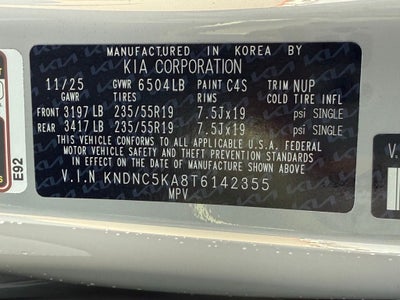 MANUFACTURED IN KOREA BY
KIA CORPORATION
11/25 GVWR 6504LB PAINT C4S TRIM NUP
GAWR TIRES RIMS COLD TIRE INFL
FRONT 3197 LB 235/55R19 7.5Jx19 psi SINGLE
REAR 3417 LB 235/55R19 7.5Jx19 psi SINGLE
THIS VEHICLE CONFORMS TO ALL APPLICABLE U.S.A. FEDERAL
MOTOR VEHICLE SAFETY AND THEFT PREVENTION STANDARDS
IN EFFECT ON THE DATE OF MANUFACTURE SHOWN ABOVE
V.I.N KNDNC5KA8T6142355
MPV
E92